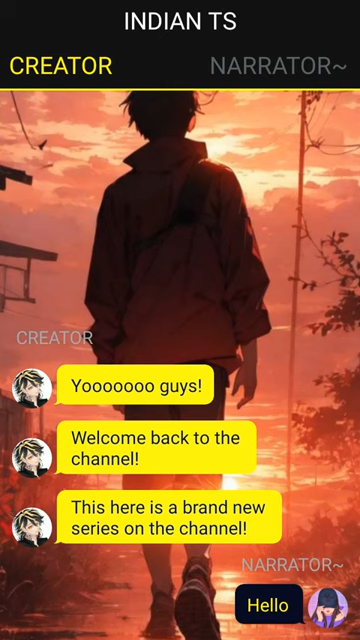 INDIAN TS
CREATOR NARRATOR~
CREATOR
Yooooooo guys!
Welcome back to the
channel!
This here is a brand new
series on the channel!
NARRATOR~
Hello